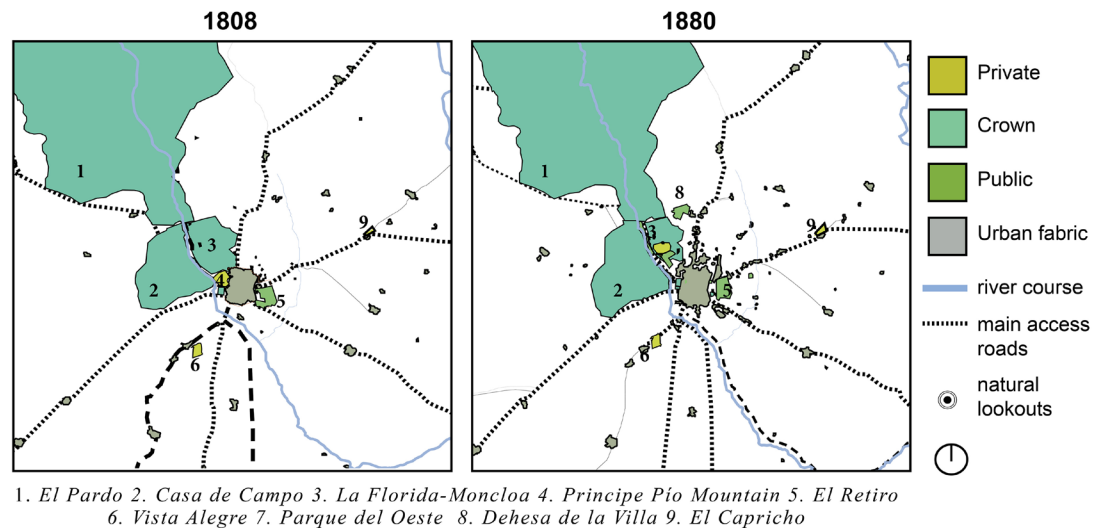 1808
1880
1
2
3
4
5
6
9
1
2
3
5
6
8
9
Private
Crown
Public
Urban fabric
river course
main access
roads
natural
lookouts
1. El Pardo 2. Casa de Campo 3. La Florida-Moncloa 4. Principe Pío Mountain 5. El Retiro
6. Vista Alegre 7. Parque del Oeste 8. Dehesa de la Villa 9. El Capricho